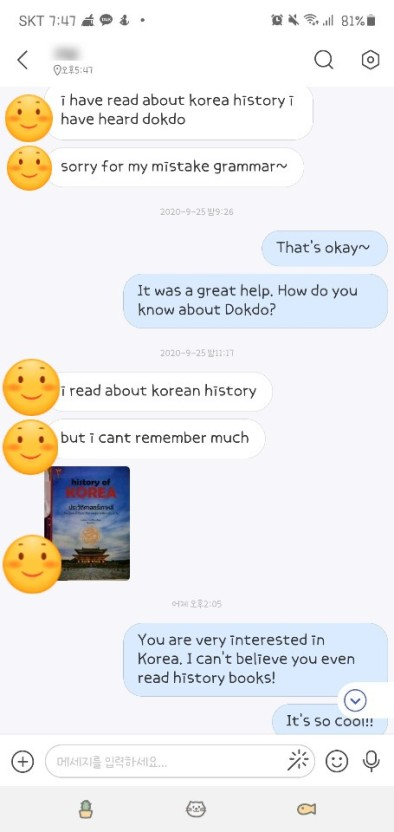 SKT 7:47
81%
오후5:47
i have read about korea history i
have heard dokdo
sorry for my mistake grammar~
2020-9-25 밤9:26
That's okay~
It was a great help. How do you
know about Dokdo?
2020-9-25 밤11:17
i read about korean history
but i cant remember much
history of
KOREA
ประวัติศาสตร์เกาหลี
어제 오후2:05
You are very interested in
Korea. I can't believe you even
read history books!
It's so cool!!
메세지를 입력하세요...